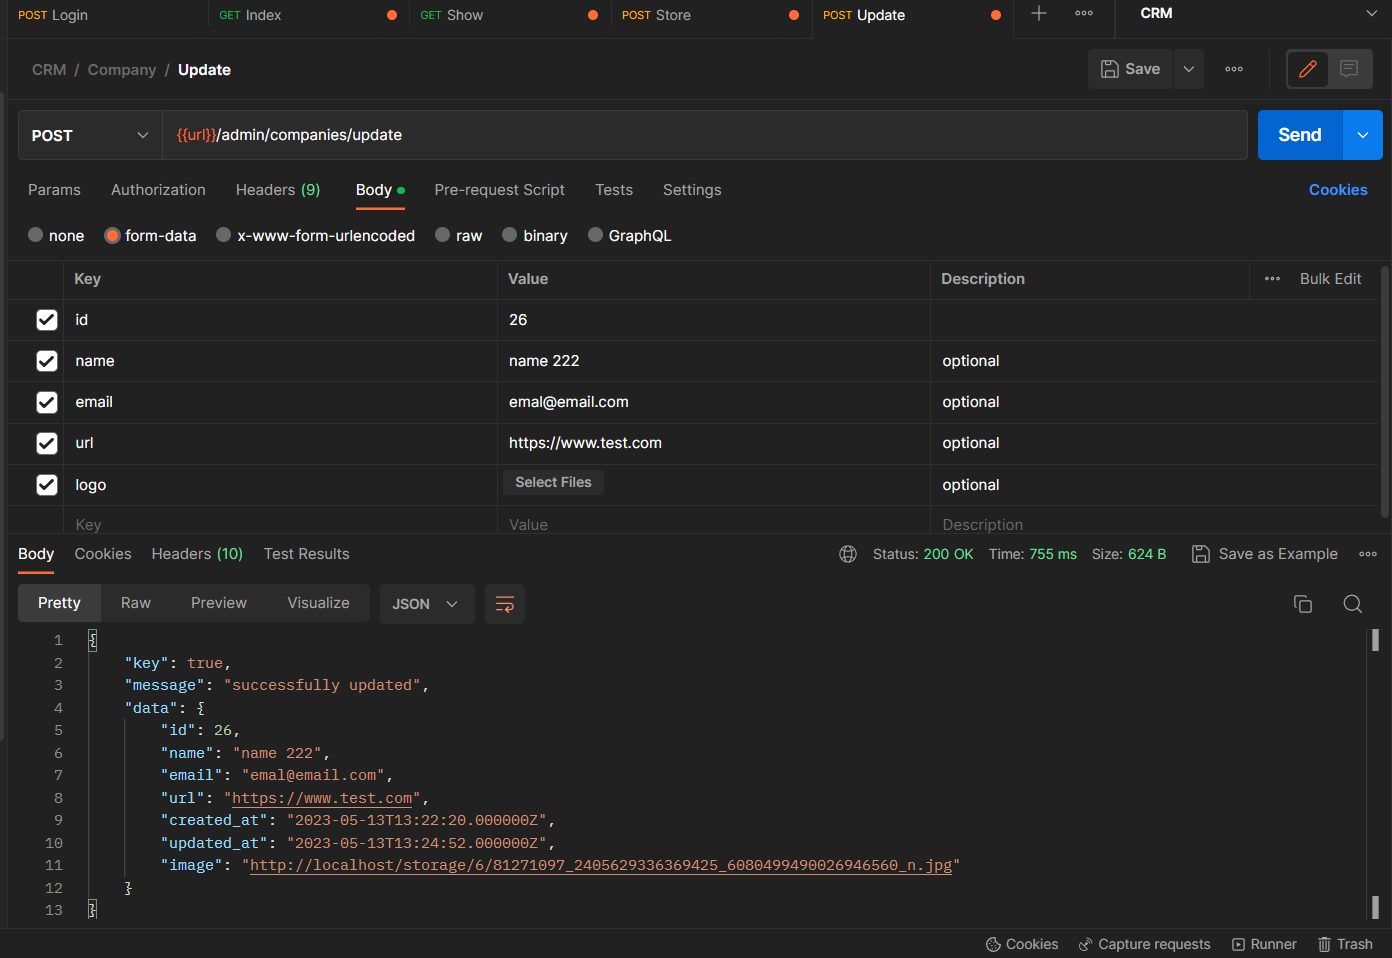 POST Login GET Index GET Show POST Store POST Update CRM
CRM / Company / Update Save
POST {{url}}/admin/companies/update Send
Params Authorization Headers (9) Body Pre-request Script Tests Settings Cookies
none form-data x-www-form-urlencoded raw binary GraphQL
Key Value Description Bulk Edit
id 26
name name 222 optional
email emal@email.com optional
url https://www.test.com optional
logo Select Files optional
Key Value Description
Body Cookies Headers (10) Test Results Status: 200 OK Time: 755 ms Size: 624 B Save as Example
Pretty Raw Preview Visualize JSON
1 {
2 "key": true,
3 "message": "successfully updated",
4 "data": {
5 "id": 26,
6 "name": "name 222",
7 "email": "emal@email.com",
8 "url": "https://www.test.com",
9 "created_at": "2023-05-13T13:22:20.000000Z",
10 "updated_at": "2023-05-13T13:24:52.000000Z",
11 "image": "http://localhost/storage/6/81271097_2405629336369425_6080499490026946560_n.jpg"
12 }
13 }
Cookies Capture requests Runner Trash